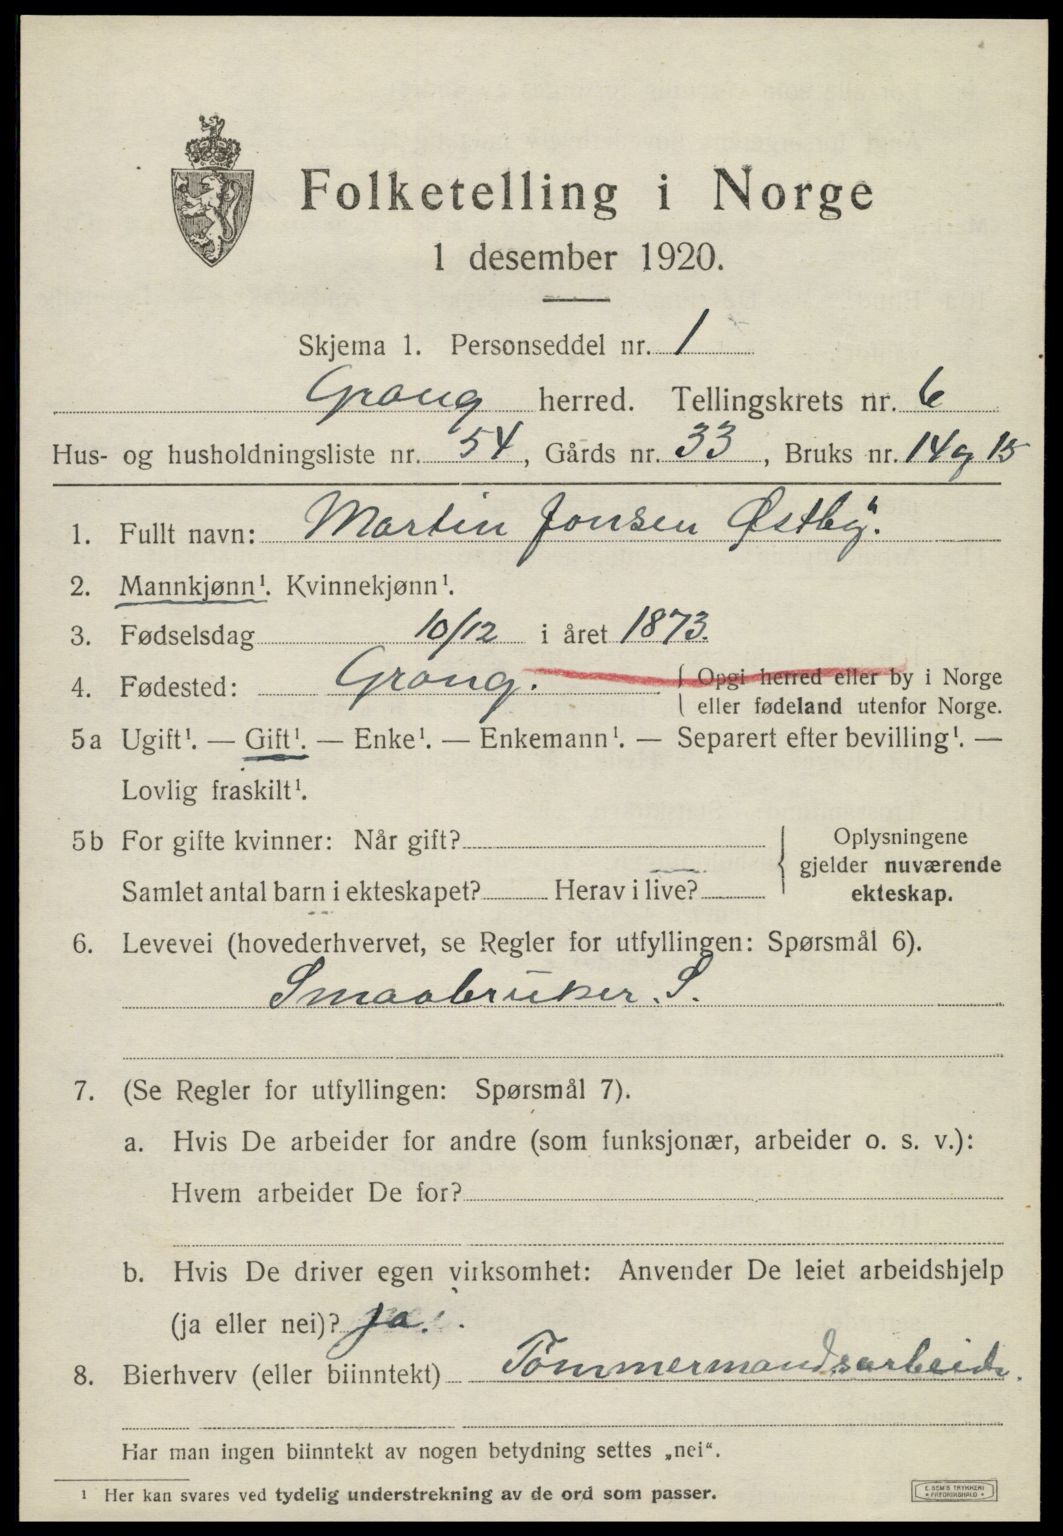 Folketelling i Norge
1 desember 1920.
Skjema 1. Personseddel nr. 1
Grong herred. Tellingskrets nr. 6
Hus- og husholdningsliste nr. 54, Gårds nr. 33, Bruks nr. 14 og 15
1. Fullt navn: Martin Jonsen Østby.
2. Mannkjønn¹. Kvinnekjønn¹.
3. Fødselsdag 10/12 i året 1873.
4. Fødested: Grong. { Opgi herred eller by i Norge
eller fødeland utenfor Norge.
5a Ugift¹. — Gift¹. — Enke¹. — Enkemann¹. — Separert efter bevilling¹. —
Lovlig fraskilt¹.
5b For gifte kvinner: Når gift?
Samlet antal barn i ekteskapet? Herav i live?
Oplysningene
gjelder nuværende
ekteskap.
6. Levevei (hovederhvervet, se Regler for utfyllingen: Spørsmål 6).
Smaabruker. S.
7. (Se Regler for utfyllingen: Spørsmål 7).
a. Hvis De arbeider for andre (som funksjonær, arbeider o. s. v.):
Hvem arbeider De for?
b. Hvis De driver egen virksomhet: Anvender De leiet arbeidshjelp
(ja eller nei)? ja.
8. Bierhverv (eller biinntekt) Tømmermandsarbeide.
Har man ingen biinntekt av nogen betydning settes „nei“.
¹ Her kan svares ved tydelig understrekning av de ord som passer.
E. SEM'S TRYKKERI
FREDRIKSHALD